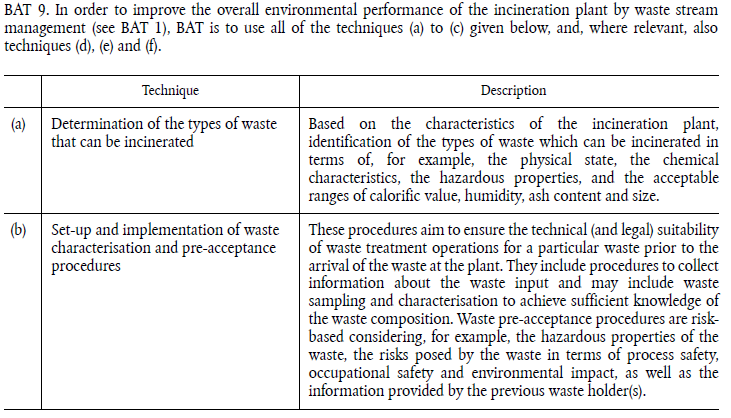 BAT 9. In order to improve the overall environmental performance of the incineration plant by waste stream
management (see BAT 1), BAT is to use all of the techniques (a) to (c) given below, and, where relevant, also
techniques (d), (e) and (f).
Technique
Description
(a)
Determination of the types of waste
that can be incinerated
Based on the characteristics of the incineration plant,
identification of the types of waste which can be incinerated in
terms of, for example, the physical state, the chemical
characteristics, the hazardous properties, and the acceptable
ranges of calorific value, humidity, ash content and size.
(b)
Set-up and implementation of waste
characterisation and pre-acceptance
procedures
These procedures aim to ensure the technical (and legal) suitability
of waste treatment operations for a particular waste prior to the
arrival of the waste at the plant. They include procedures to collect
information about the waste input and may include waste
sampling and characterisation to achieve sufficient knowledge of
the waste composition. Waste pre-acceptance procedures are risk-
based considering, for example, the hazardous properties of the
waste, the risks posed by the waste in terms of process safety,
occupational safety and environmental impact, as well as the
information provided by the previous waste holder(s).